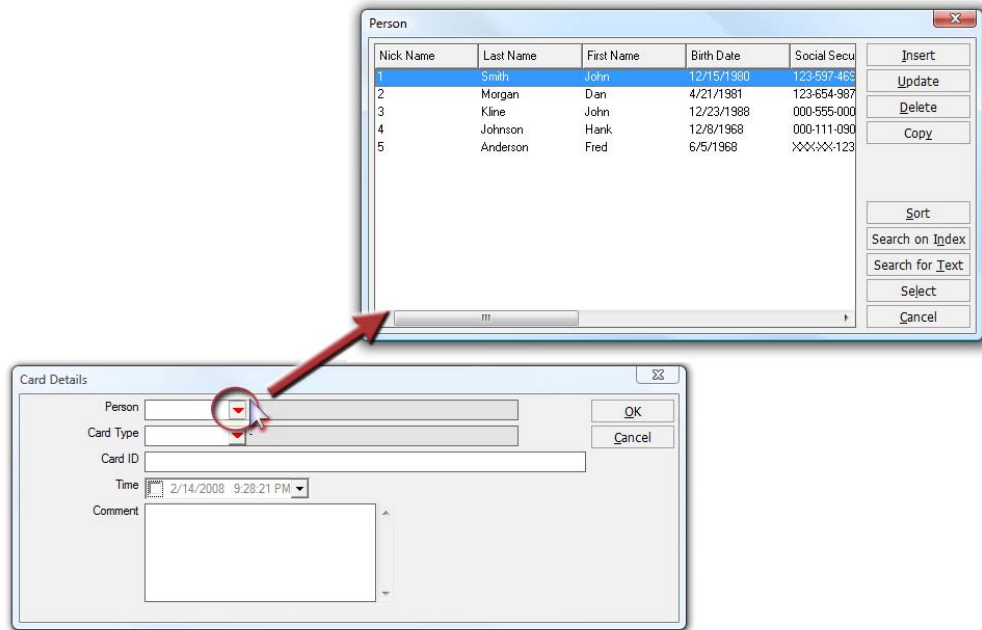 Person
Nick Name Last Name First Name Birth Date Social Secu
1 Smith John 12/15/1980 123-597-469
2 Morgan Dan 4/21/1981 123-654-987
3 Kline John 12/23/1988 000-555-000
4 Johnson Hank 12/8/1968 000-111-090
5 Anderson Fred 6/5/1968 XXX-XX-123
Insert
Update
Delete
Copy
Sort
Search on Index
Search for Text
Select
Cancel
Card Details
Person
Card Type -
Card ID
Time 2/14/2008 9:28:21 PM
Comment
OK
Cancel